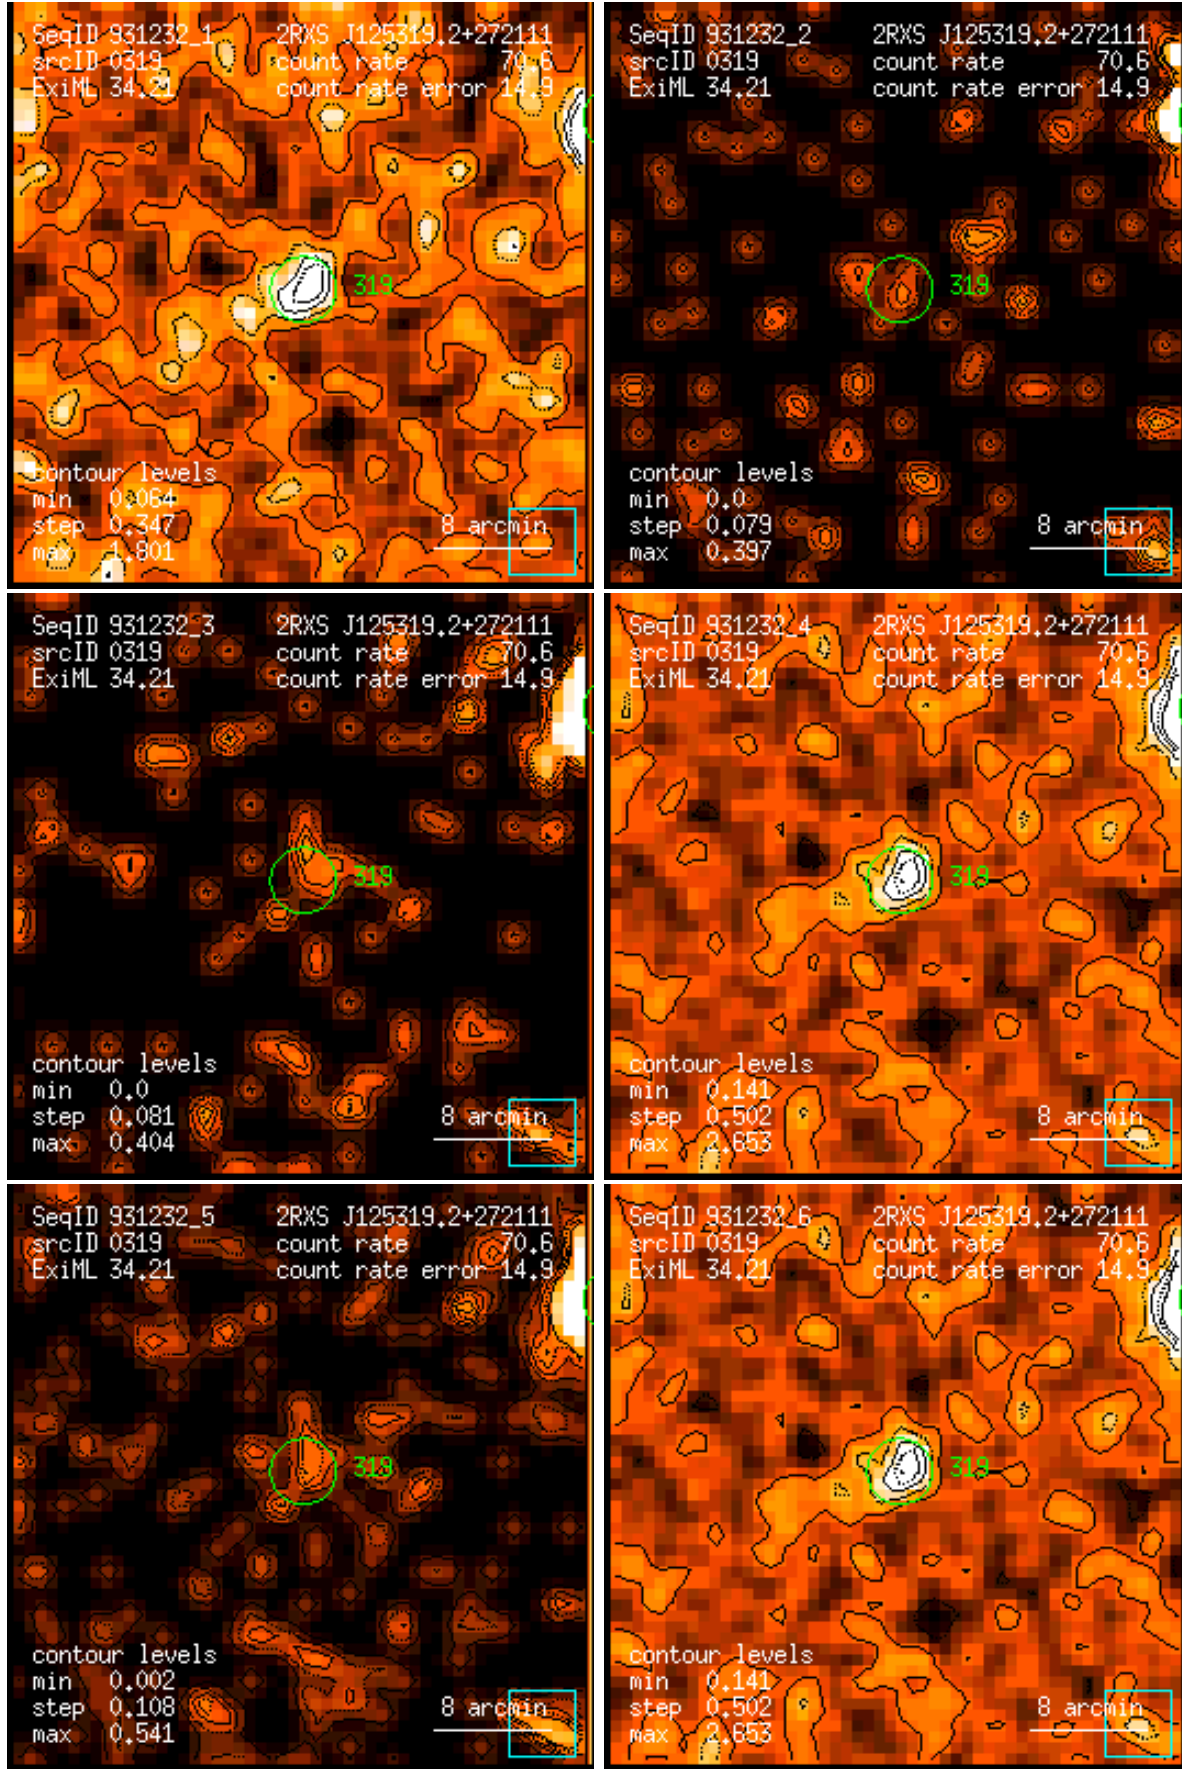 SeqID 931232_1 2RXS J125319.2+272111
srcID 0319 count rate 70.6
ExiML 34.21 count rate error 14.9
319
contour levels
min 0.064
step 0.347 8 arcmin
max 1.801
SeqID 931232_2 2RXS J125319.2+272111
srcID 0319 count rate 70.6
ExiML 34.21 count rate error 14.9
319
contour levels
min 0.0
step 0.079 8 arcmin
max 0.397
SeqID 931232_3 2RXS J125319.2+272111
srcID 0319 count rate 70.6
ExiML 34.21 count rate error 14.9
319
contour levels
min 0.0
step 0.081 8 arcmin
max 0.404
SeqID 931232_4 2RXS J125319.2+272111
srcID 0319 count rate 70.6
ExiML 34.21 count rate error 14.9
319
contour levels
min 0.141
step 0.502 8 arcmin
max 2.653
SeqID 931232_5 2RXS J125319.2+272111
srcID 0319 count rate 70.6
ExiML 34.21 count rate error 14.9
319
contour levels
min 0.002
step 0.108 8 arcmin
max 0.541
SeqID 931232_6 2RXS J125319.2+272111
srcID 0319 count rate 70.6
ExiML 34.21 count rate error 14.9
319
contour levels
min 0.141
step 0.502 8 arcmin
max 2.653